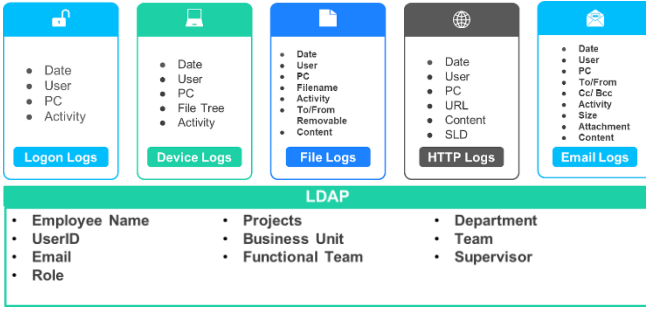 • Date
• User
• PC
• Activity
Logon Logs
• Date
• User
• PC
• File Tree
• Activity
Device Logs
• Date
• User
• PC
• Filename
• Activity
• To/From
Removable
• Content
File Logs
• Date
• User
• PC
• URL
• Content
• SLD
HTTP Logs
• Date
• User
• PC
• To/From
• Cc/ Bcc
• Activity
• Size
• Attachment
• Content
Email Logs
LDAP
• Employee Name
• UserID
• Email
• Role
• Projects
• Business Unit
• Functional Team
• Department
• Team
• Supervisor